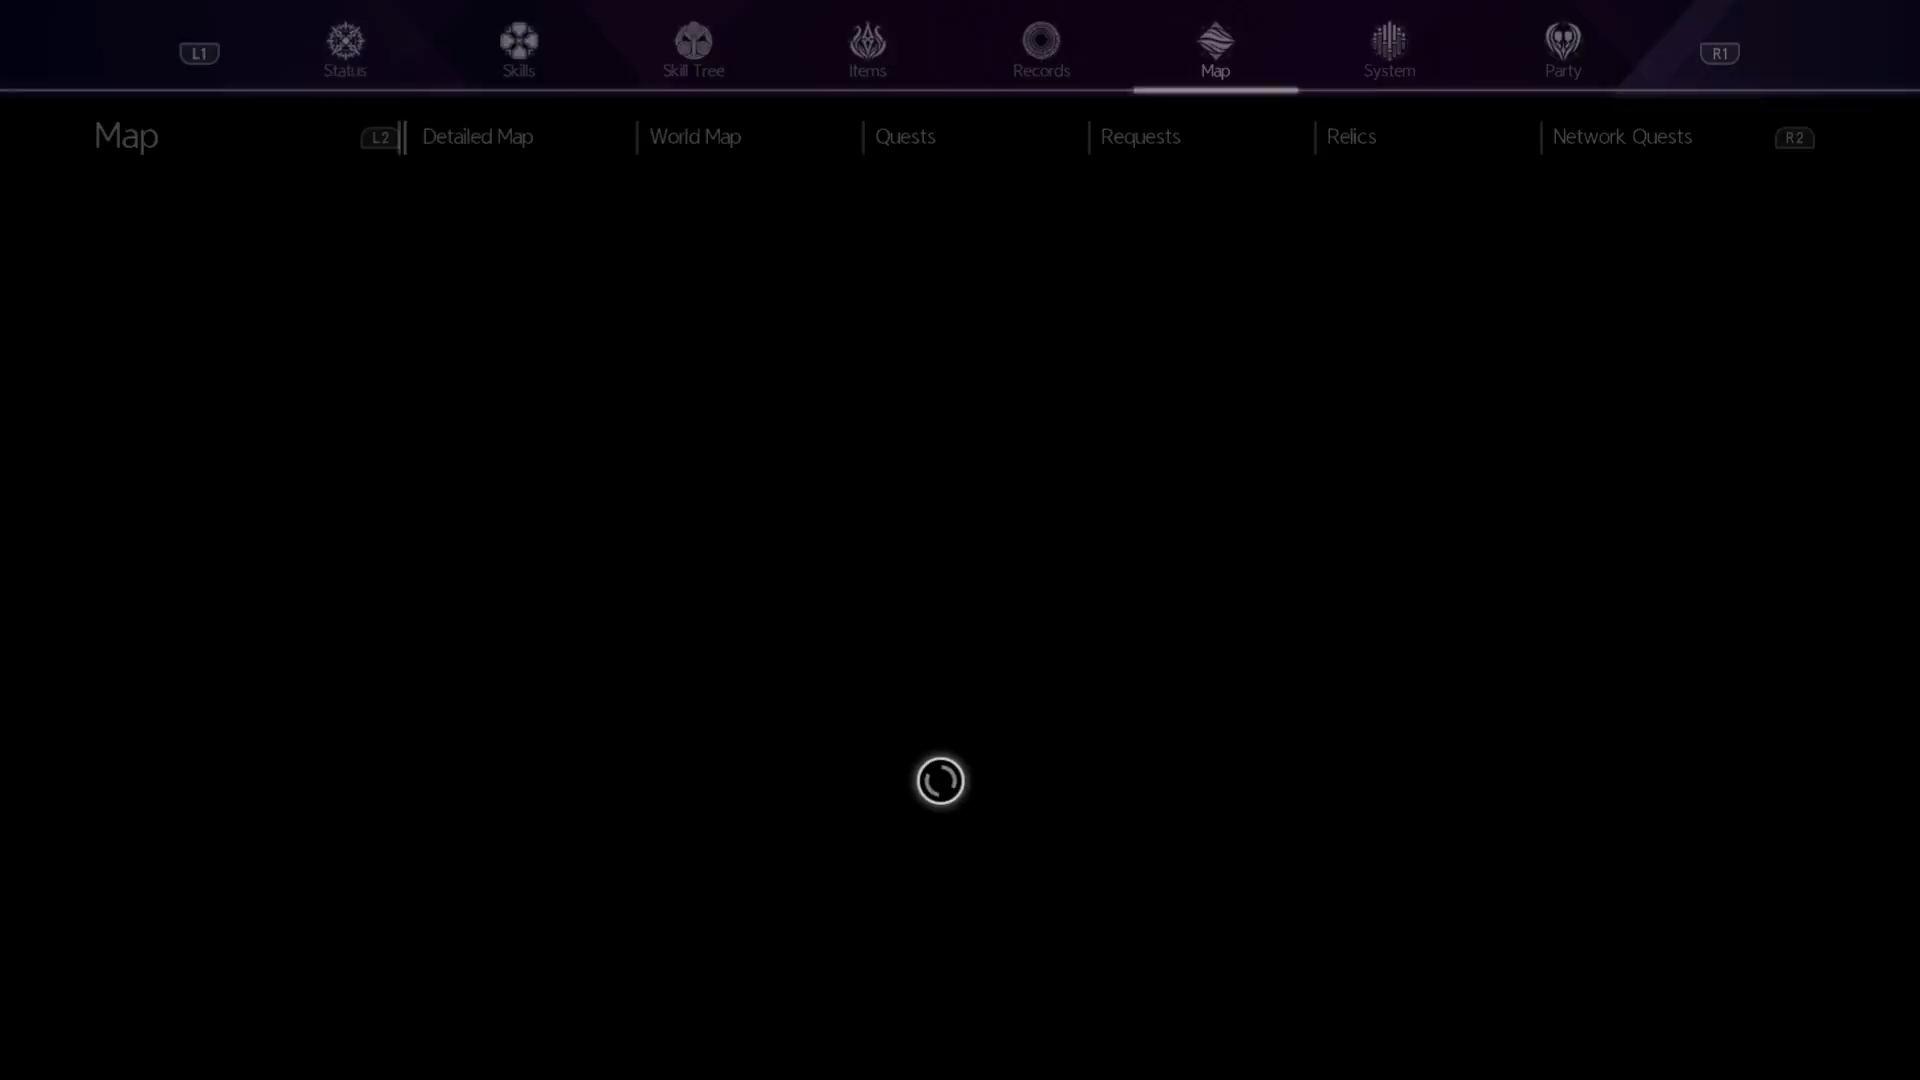 L1 Status Skills Skill Tree Items Records Map System Party R1
Map L2 Detailed Map World Map Quests Requests Relics Network Quests R2